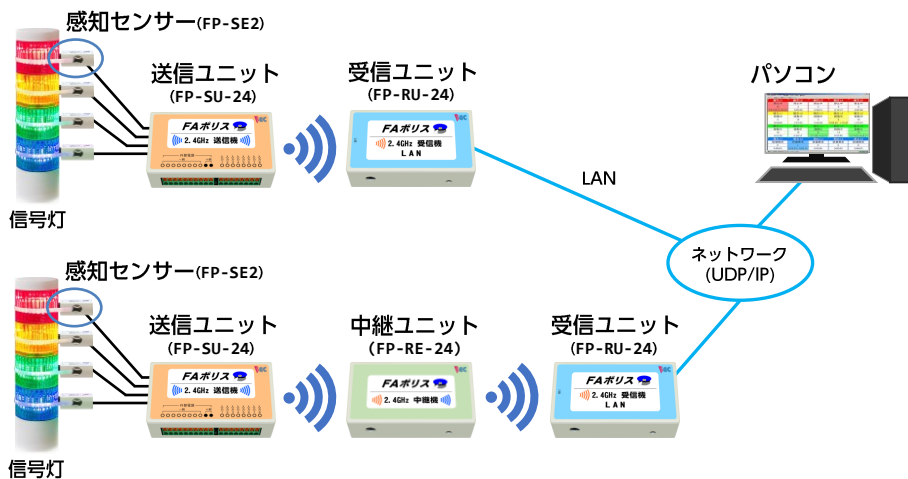 感知センサー(FP-SE2)
送信ユニット
(FP-SU-24)
受信ユニット
(FP-RU-24)
パソコン
FAポリス
2.4GHz 送信機
FAポリス
2.4GHz 受信機
LAN
信号灯
LAN
ネットワーク
(UDP/IP)
感知センサー(FP-SE2)
送信ユニット
(FP-SU-24)
中継ユニット
(FP-RE-24)
受信ユニット
(FP-RU-24)
FAポリス
2.4GHz 送信機
FAポリス
2.4GHz 中継機
FAポリス
2.4GHz 受信機
LAN
信号灯